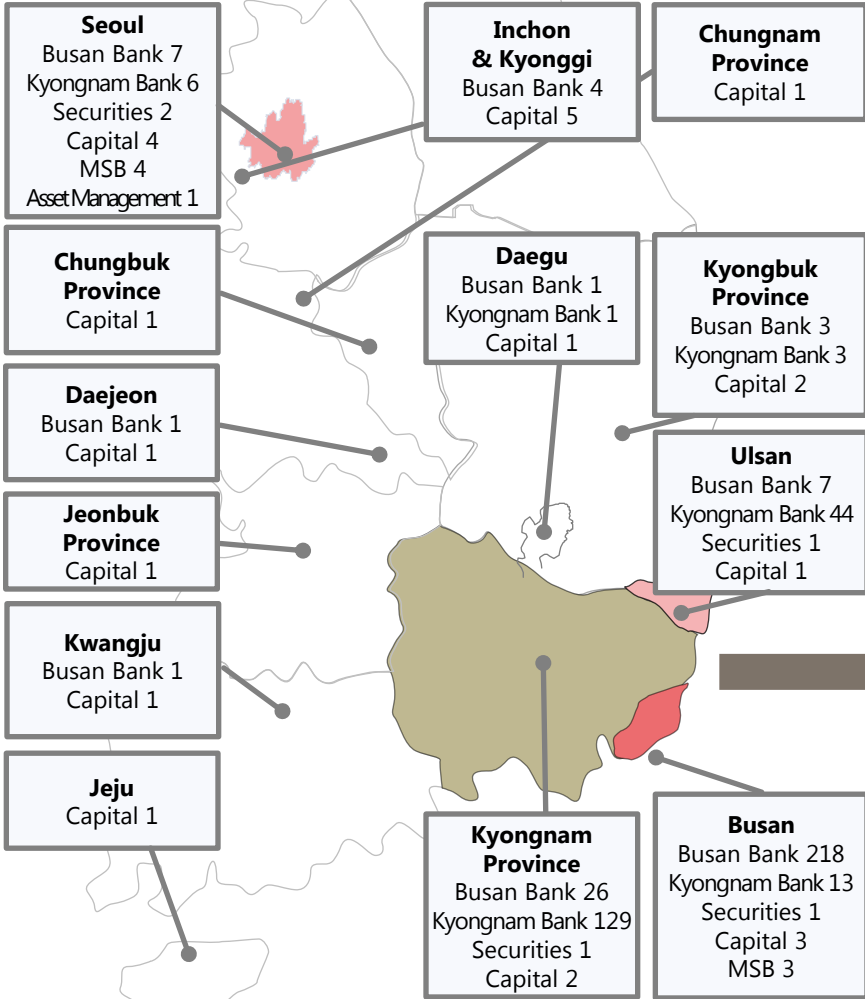 Seoul
Busan Bank 7
Kyongnam Bank 6
Securities 2
Capital 4
MSB 4
Asset Management 1
Inchon
& Kyonggi
Busan Bank 4
Capital 5
Chungnam
Province
Capital 1
Chungbuk
Province
Capital 1
Daegu
Busan Bank 1
Kyongnam Bank 1
Capital 1
Kyongbuk
Province
Busan Bank 3
Kyongnam Bank 3
Capital 2
Daejeon
Busan Bank 1
Capital 1
Ulsan
Busan Bank 7
Kyongnam Bank 44
Securities 1
Capital 1
Jeonbuk
Province
Capital 1
Kwangju
Busan Bank 1
Capital 1
Jeju
Capital 1
Kyongnam
Province
Busan Bank 26
Kyongnam Bank 129
Securities 1
Capital 2
Busan
Busan Bank 218
Kyongnam Bank 13
Securities 1
Capital 3
MSB 3